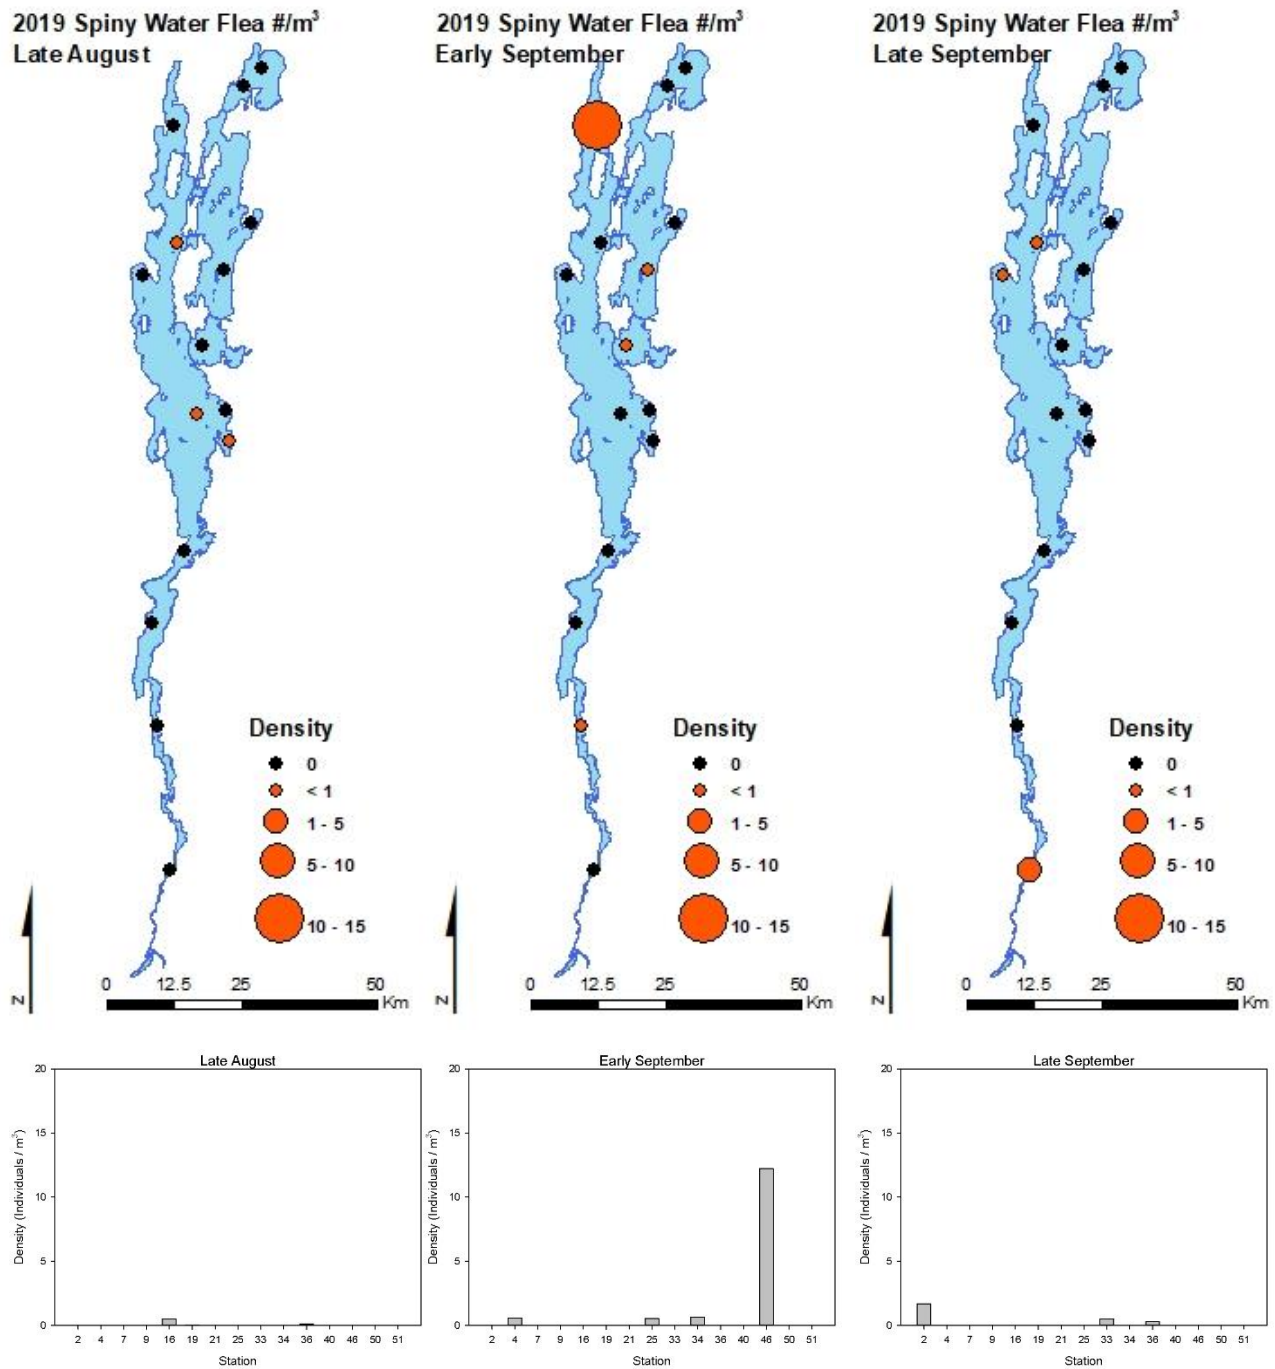 2019 Spiny Water Flea #/m³
Late August
Density
0
< 1
1 - 5
5 - 10
10 - 15
N
0 12.5 25 50
Km
2019 Spiny Water Flea #/m³
Early September
Density
0
< 1
1 - 5
5 - 10
10 - 15
N
0 12.5 25 50
Km
2019 Spiny Water Flea #/m³
Late September
Density
0
< 1
1 - 5
5 - 10
10 - 15
N
0 12.5 25 50
Km
Late August
Density (Individuals / m³)
20
15
10
5
0
2 4 7 9 16 19 21 25 33 34 36 40 46 50 51
Station
Early September
Density (Individuals / m³)
20
15
10
5
0
2 4 7 9 16 19 21 25 33 34 36 40 46 50 51
Station
Late September
Density (Individuals / m³)
20
15
10
5
0
2 4 7 9 16 19 21 25 33 34 36 40 46 50 51
Station